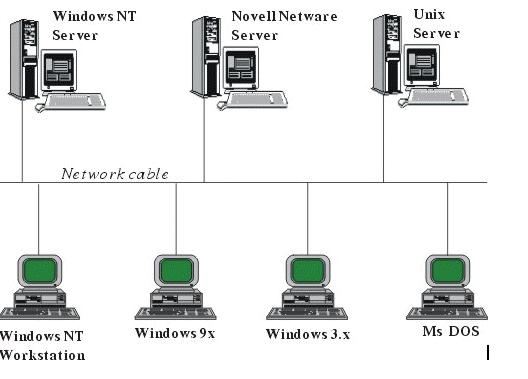 Windows NT
Server
Novell Netware
Server
Unix
Server
Network cable
Windows NT
Workstation
Windows 9x
Windows 3.x
Ms DOS